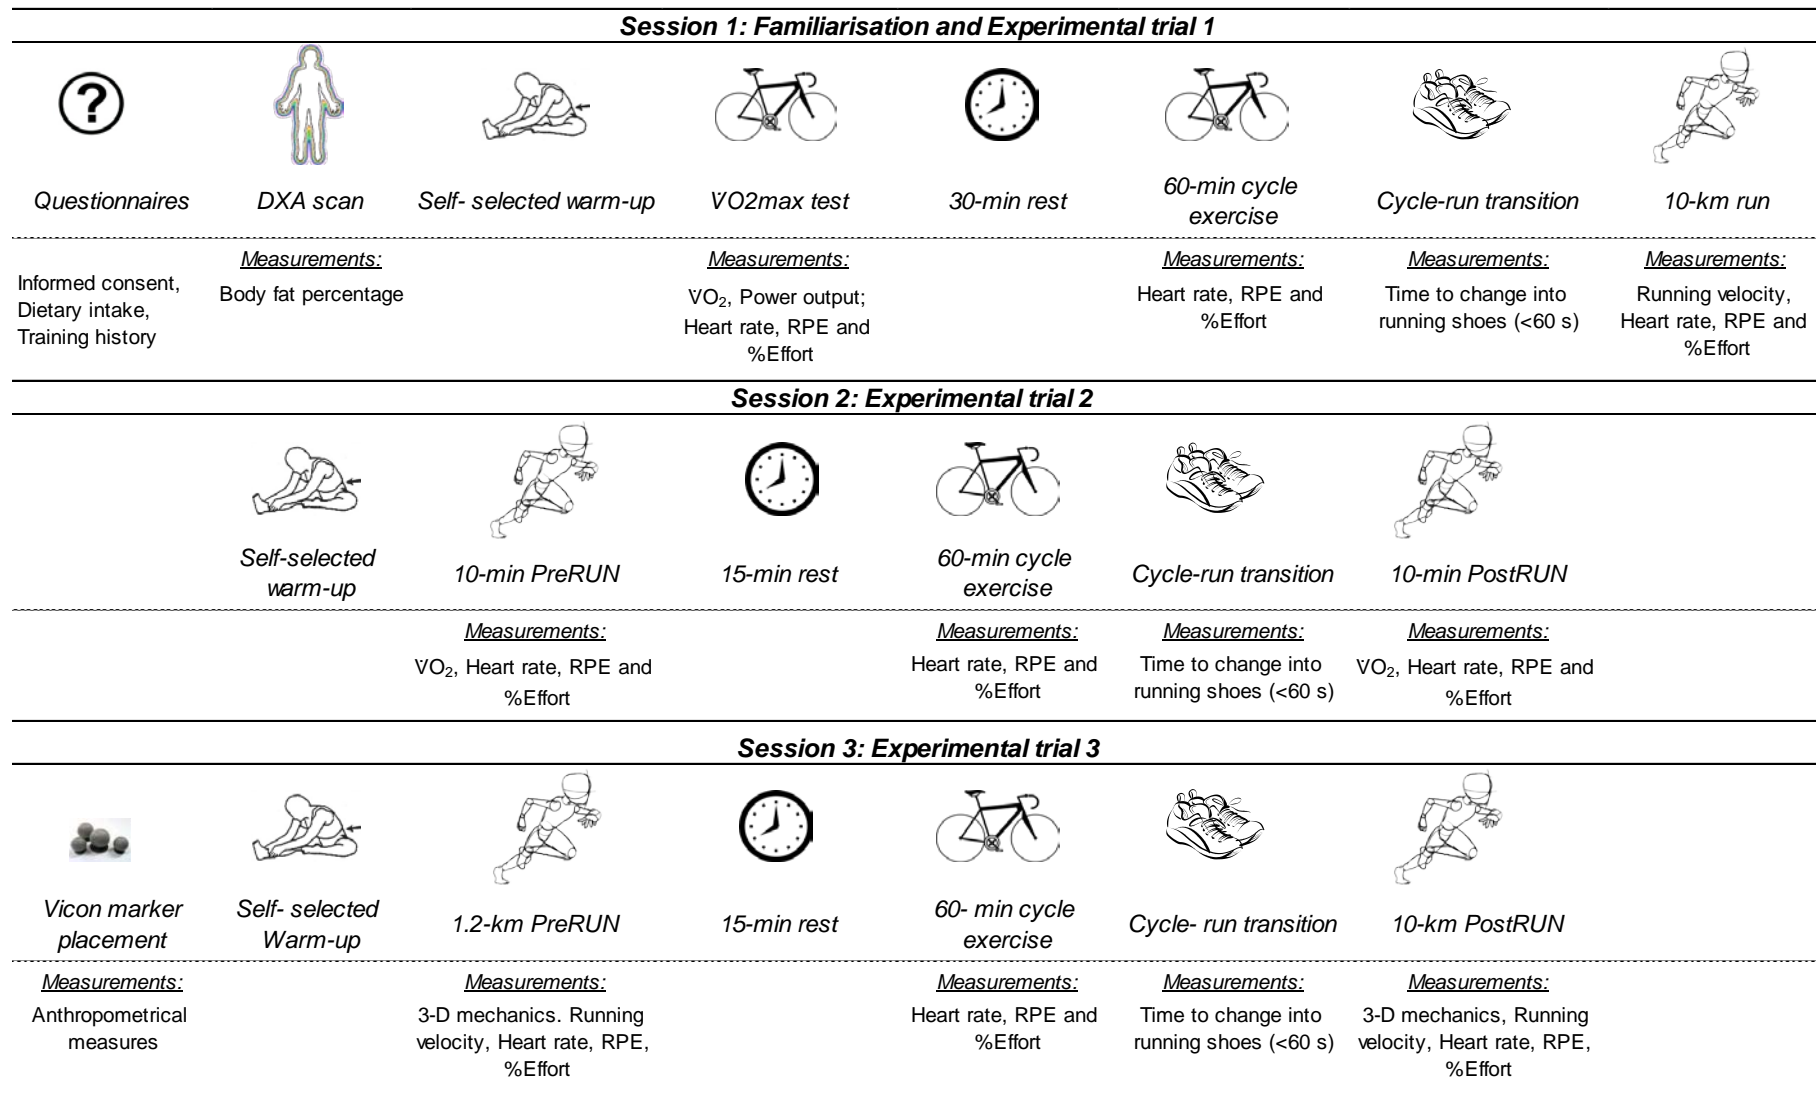 Session 1: Familiarisation and Experimental trial 1
?
Questionnaires
DXA scan
Self- selected warm-up
V̇O2max test
30-min rest
60-min cycle
exercise
Cycle-run transition
10-km run
Informed consent,
Dietary intake,
Training history
Measurements:
Body fat percentage
Measurements:
V̇O₂, Power output;
Heart rate, RPE and
%Effort
Measurements:
Heart rate, RPE and
%Effort
Measurements:
Time to change into
running shoes (<60 s)
Measurements:
Running velocity,
Heart rate, RPE and
%Effort
Session 2: Experimental trial 2
Self-selected
warm-up
10-min PreRUN
15-min rest
60-min cycle
exercise
Cycle-run transition
10-min PostRUN
Measurements:
V̇O₂, Heart rate, RPE and
%Effort
Measurements:
Heart rate, RPE and
%Effort
Measurements:
Time to change into
running shoes (<60 s)
Measurements:
V̇O₂, Heart rate, RPE and
%Effort
Session 3: Experimental trial 3
Vicon marker
placement
Self- selected
Warm-up
1.2-km PreRUN
15-min rest
60- min cycle
exercise
Cycle- run transition
10-km PostRUN
Measurements:
Anthropometrical
measures
Measurements:
3-D mechanics. Running
velocity, Heart rate, RPE,
%Effort
Measurements:
Heart rate, RPE and
%Effort
Measurements:
Time to change into
running shoes (<60 s)
Measurements:
3-D mechanics, Running
velocity, Heart rate, RPE,
%Effort